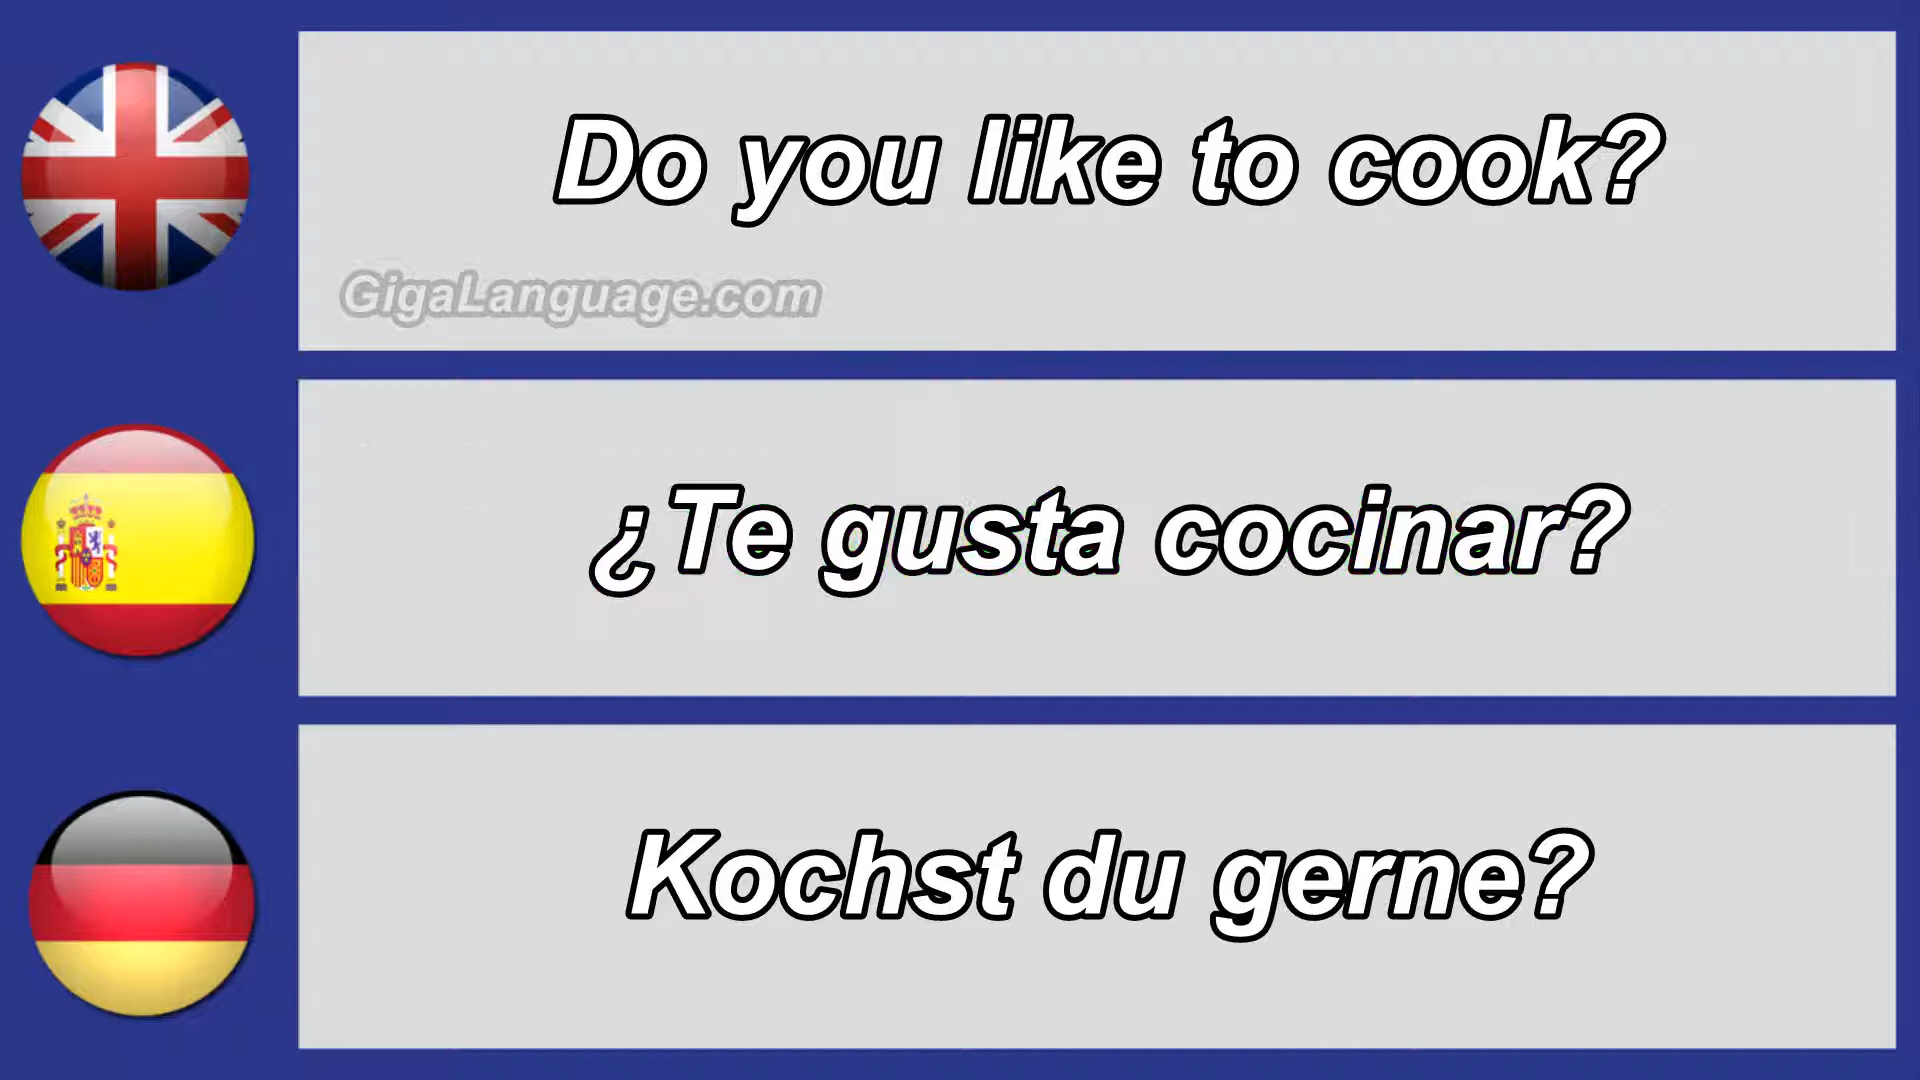 Do you like to cook?
GigaLanguage.com
¿Te gusta cocinar?
Kochst du gerne?